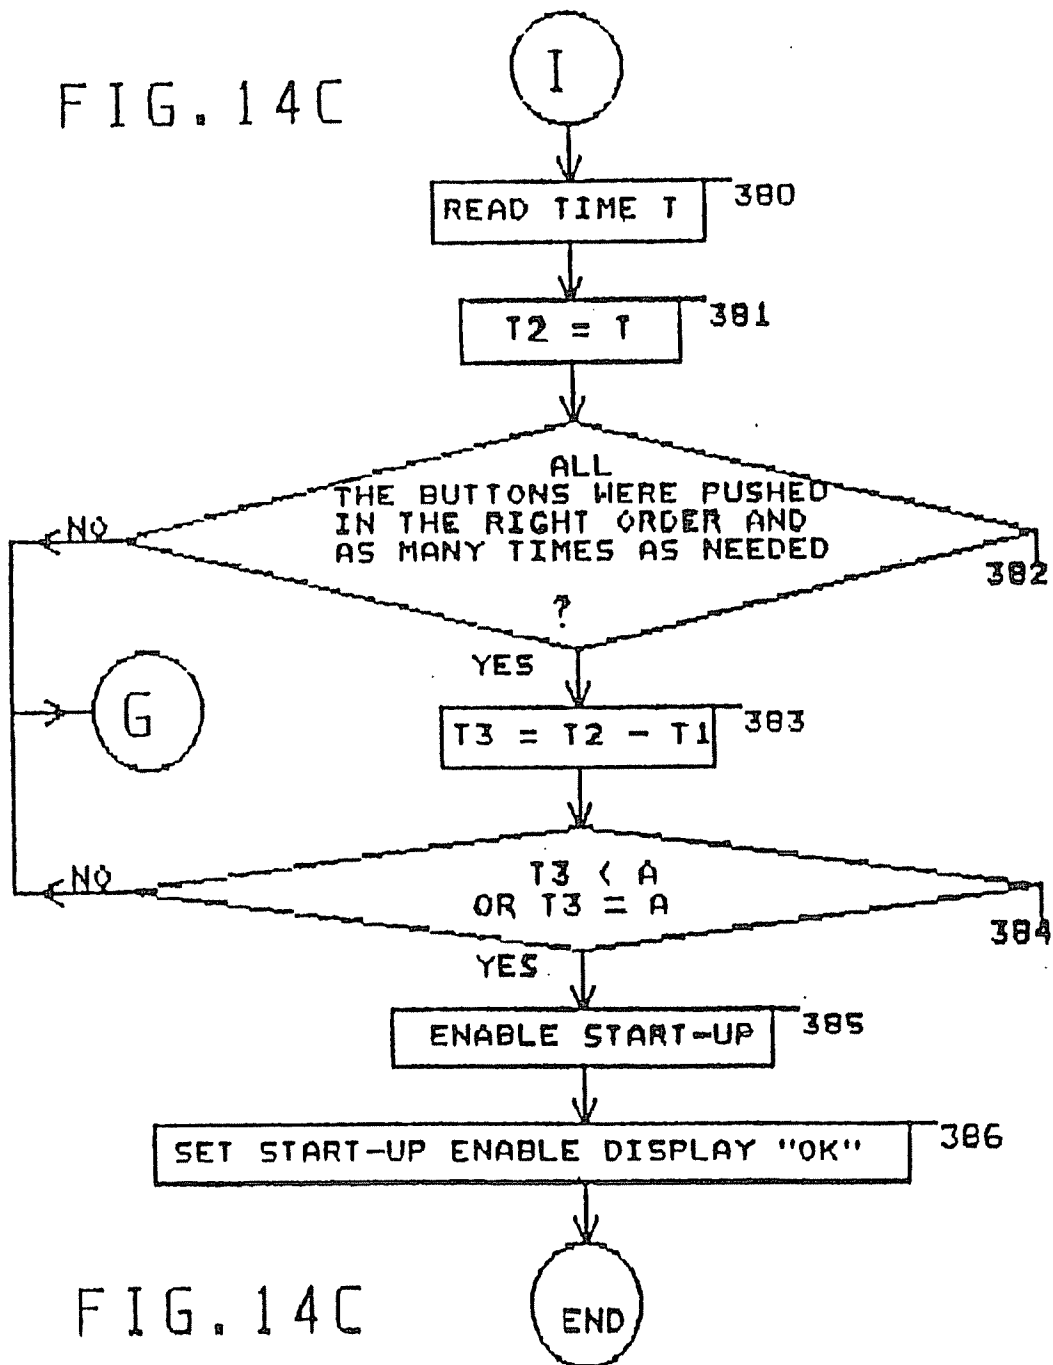 I
FIG. 14C
READ TIME T
380
T2 = T
381
ALL
THE BUTTONS WERE PUSHED
IN THE RIGHT ORDER AND
AS MANY TIMES AS NEEDED
?
NO
382
YES
G
T3 = T2 - T1
383
NO
T3 < A
OR T3 = A
384
YES
ENABLE START-UP
385
SET START-UP ENABLE DISPLAY "OK"
386
FIG. 14C
END